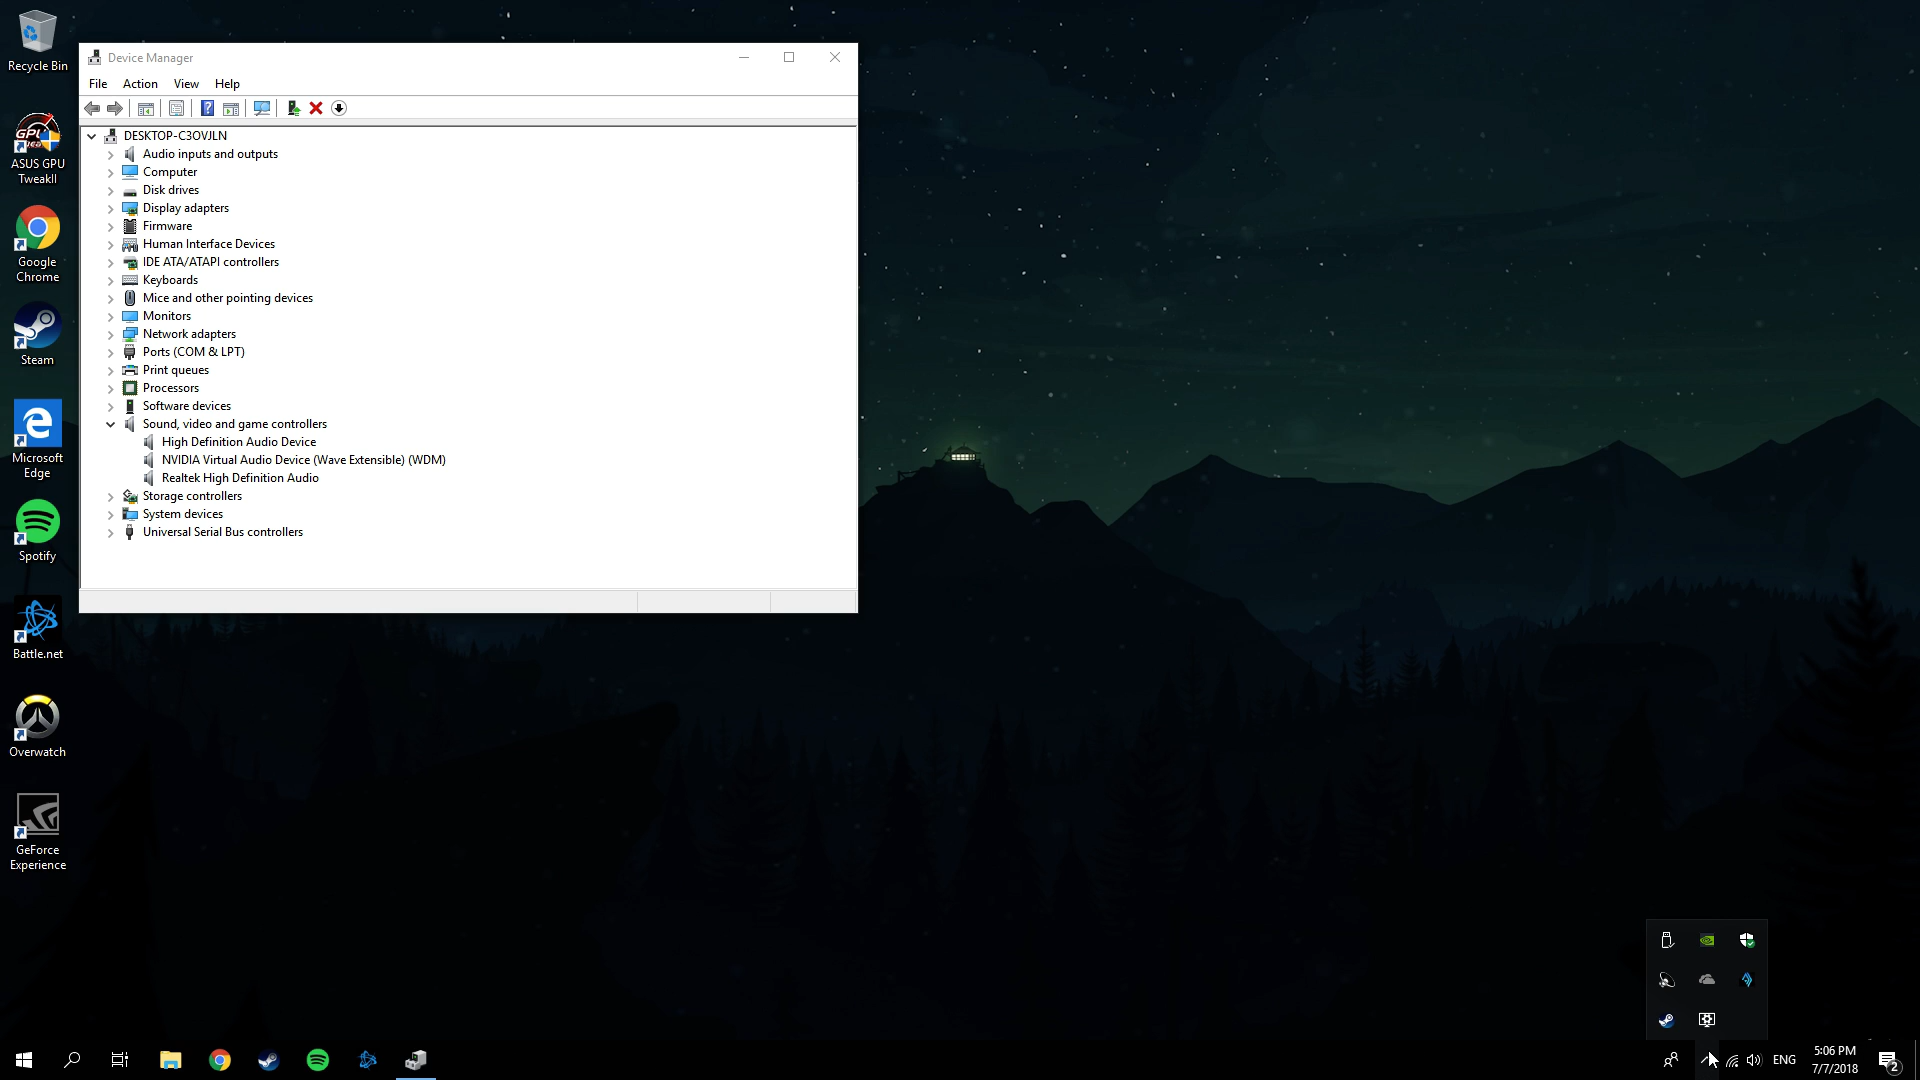 Recycle Bin
ASUS GPU
TweakII
Google
Chrome
Steam
Microsoft
Edge
Spotify
Battle.net
Overwatch
GeForce
Experience
Device Manager
File Action View Help
DESKTOP-C3OVJLN
Audio inputs and outputs
Computer
Disk drives
Display adapters
Firmware
Human Interface Devices
IDE ATA/ATAPI controllers
Keyboards
Mice and other pointing devices
Monitors
Network adapters
Ports (COM & LPT)
Print queues
Processors
Software devices
Sound, video and game controllers
High Definition Audio Device
NVIDIA Virtual Audio Device (Wave Extensible) (WDM)
Realtek High Definition Audio
Storage controllers
System devices
Universal Serial Bus controllers
ENG
5:06 PM
7/7/2018
2